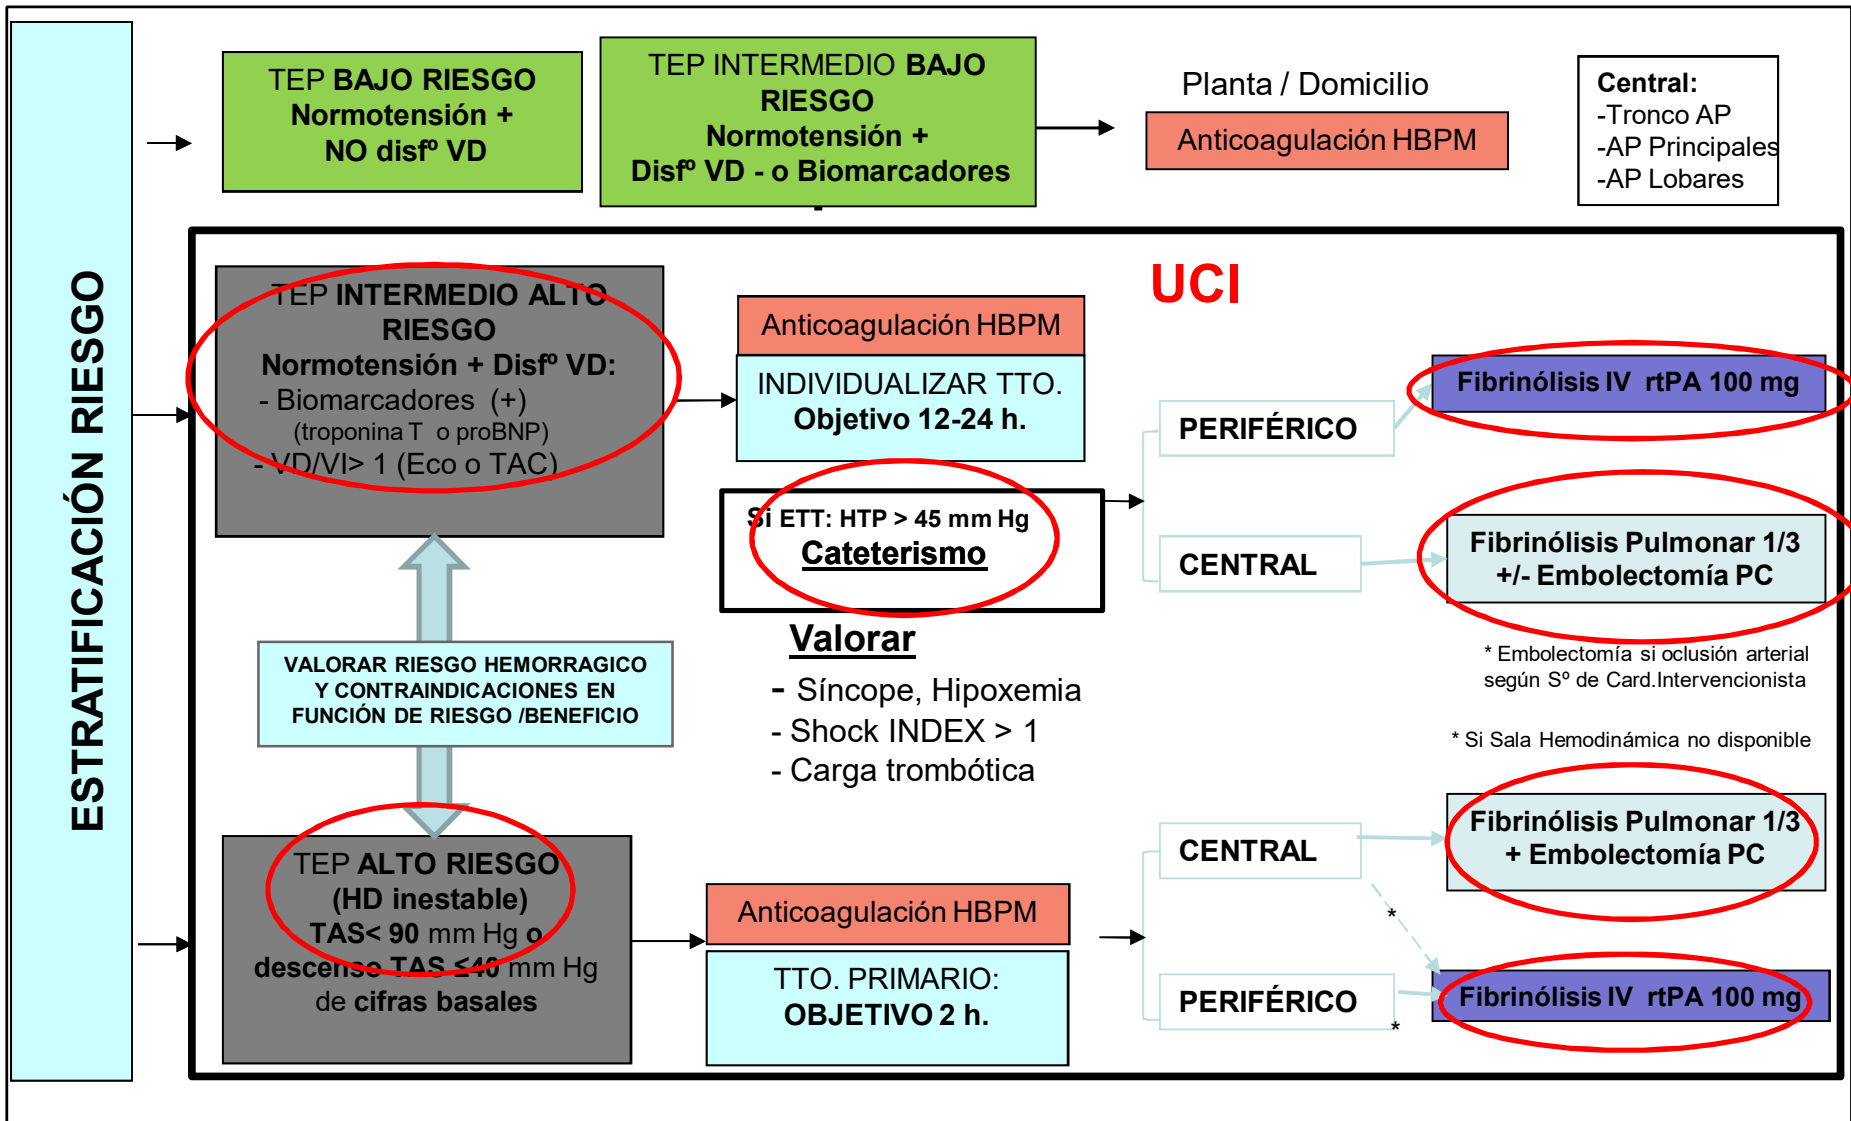 ESTRATIFICACIÓN RIESGO
TEP BAJO RIESGO
Normotensión +
NO disfº VD
TEP INTERMEDIO BAJO
RIESGO
Normotensión +
Disfº VD - o Biomarcadores
-
Planta / Domicilio
Anticoagulación HBPM
Central:
-Tronco AP
-AP Principales
-AP Lobares
UCI
TEP INTERMEDIO ALTO
RIESGO
Normotensión + Disfº VD:
- Biomarcadores (+)
(troponina T o proBNP)
- VD/VI> 1 (Eco o TAC)
Anticoagulación HBPM
INDIVIDUALIZAR TTO.
Objetivo 12-24 h.
Si ETT: HTP > 45 mm Hg
Cateterismo
PERIFÉRICO
Fibrinólisis IV rtPA 100 mg
CENTRAL
Fibrinólisis Pulmonar 1/3
+/- Embolectomía PC
* Embolectomía si oclusión arterial
según Sº de Card.Intervencionista
* Si Sala Hemodinámica no disponible
Valorar
- Síncope, Hipoxemia
- Shock INDEX > 1
- Carga trombótica
VALORAR RIESGO HEMORRAGICO
Y CONTRAINDICACIONES EN
FUNCIÓN DE RIESGO /BENEFICIO
TEP ALTO RIESGO
(HD inestable)
TAS< 90 mm Hg o
descenso TAS ≤40 mm Hg
de cifras basales
Anticoagulación HBPM
TTO. PRIMARIO:
OBJETIVO 2 h.
CENTRAL
Fibrinólisis Pulmonar 1/3
+ Embolectomía PC
*
PERIFÉRICO
*
Fibrinólisis IV rtPA 100 mg